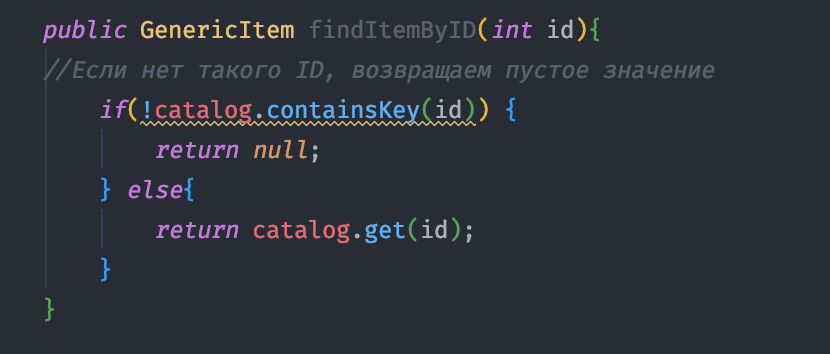 public GenericItem findItemByID(int id){
//Если нет такого ID, возвращаем пустое значение
if(!catalog.containsKey(id)) {
return null;
} else{
return catalog.get(id);
}
}